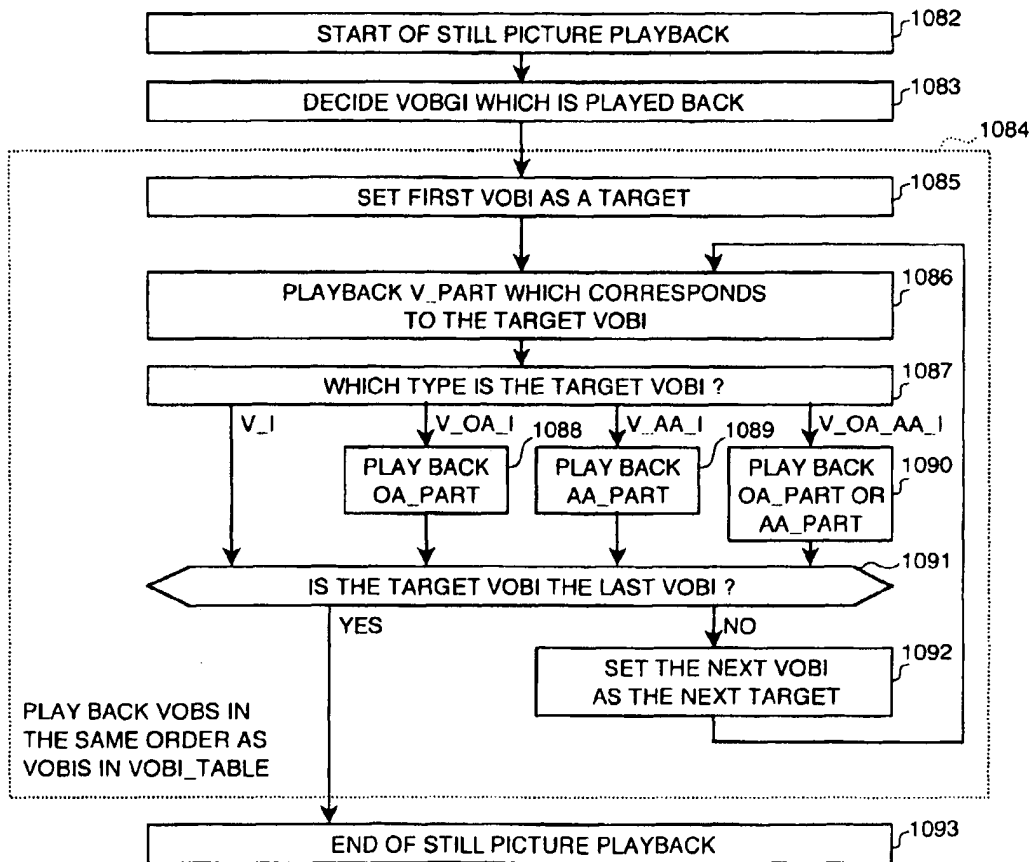 1082
START OF STILL PICTURE PLAYBACK
1083
DECIDE VOBGI WHICH IS PLAYED BACK
1084
1085
SET FIRST VOBI AS A TARGET
1086
PLAYBACK V_PART WHICH CORRESPONDS
TO THE TARGET VOBI
1087
WHICH TYPE IS THE TARGET VOBI ?
V_I
V_OA_I
V_AA_I
V_OA_AA_I
1088
PLAY BACK
OA_PART
1089
PLAY BACK
AA_PART
1090
PLAY BACK
OA_PART OR
AA_PART
1091
IS THE TARGET VOBI THE LAST VOBI ?
YES
NO
1092
SET THE NEXT VOBI
AS THE NEXT TARGET
PLAY BACK VOBS IN
THE SAME ORDER AS
VOBIS IN VOBI_TABLE
1093
END OF STILL PICTURE PLAYBACK